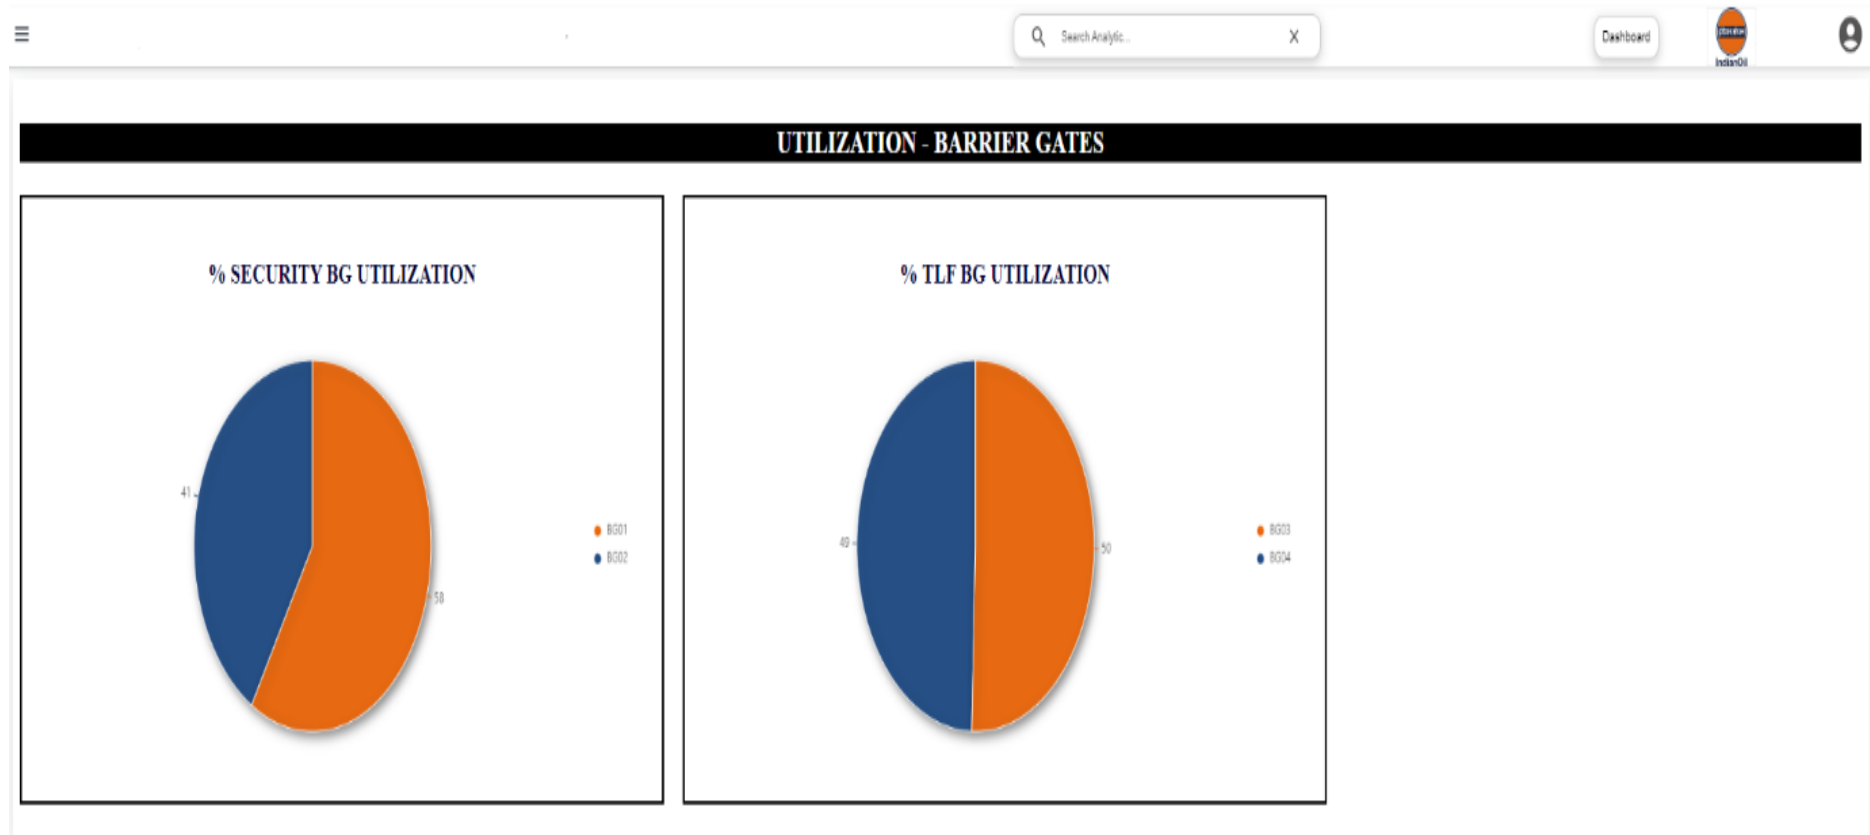 Search Analytic...
X
Dashboard
IndianOil
UTILIZATION - BARRIER GATES
% SECURITY BG UTILIZATION
41
58
BG01
BG02
% TLF BG UTILIZATION
49
50
BG03
BG04